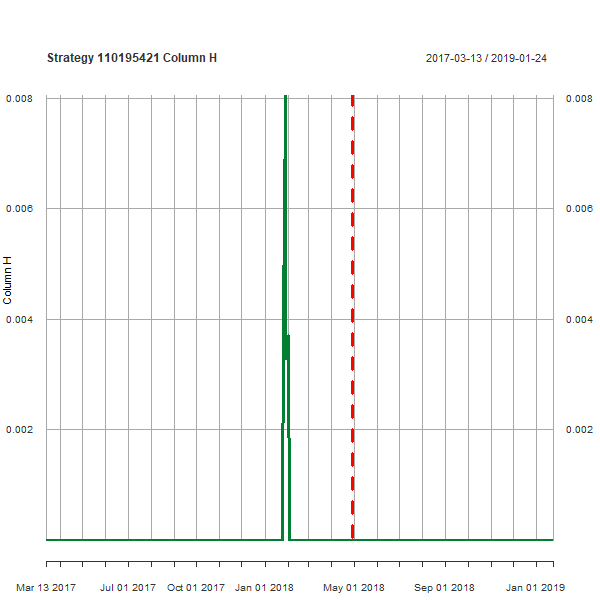 Strategy 110195421 Column H
2017-03-13 / 2019-01-24
0.008
0.008
0.006
0.006
Column H
0.004
0.004
0.002
0.002
Mar 13 2017
Jul 01 2017
Oct 01 2017
Jan 01 2018
May 01 2018
Sep 01 2018
Jan 01 2019